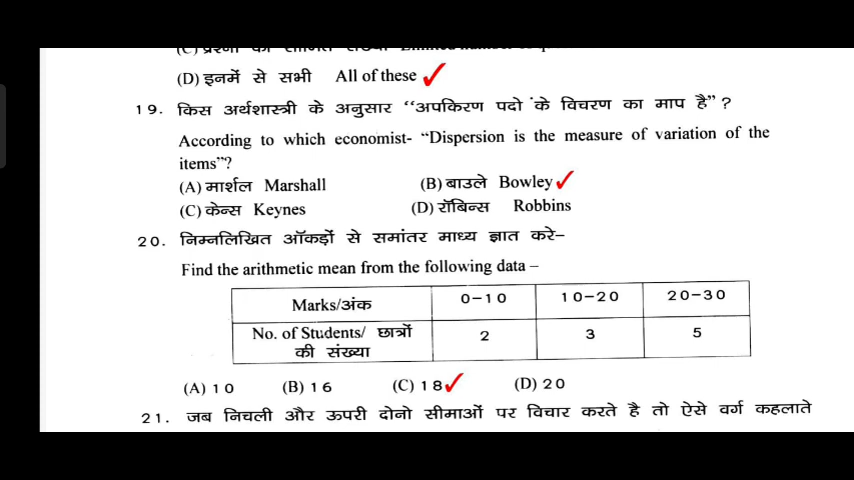 (D) इनमें से सभी All of these
19. किस अर्थशास्त्री के अनुसार "अपकिरण पदो ंके विचरण का माप है" ?
According to which economist- “Dispersion is the measure of variation of the
items”?
(A) मार्शल Marshall (B) बाउले Bowley
(C) केन्स Keynes (D) रॉबिन्स Robbins
20. निम्नलिखित ऑकड़ों से समांतर माध्य ज्ञात करे–
Find the arithmetic mean from the following data –
Marks/अंक 0-10 10-20 20-30
No. of Students/ छात्रों 2 3 5
की संख्या
(A) 10 (B) 16 (C) 18 (D) 20
21. जब निचली और ऊपरी दोनो सीमाओं पर विचार करते है तो ऐसे वर्ग कहलाते